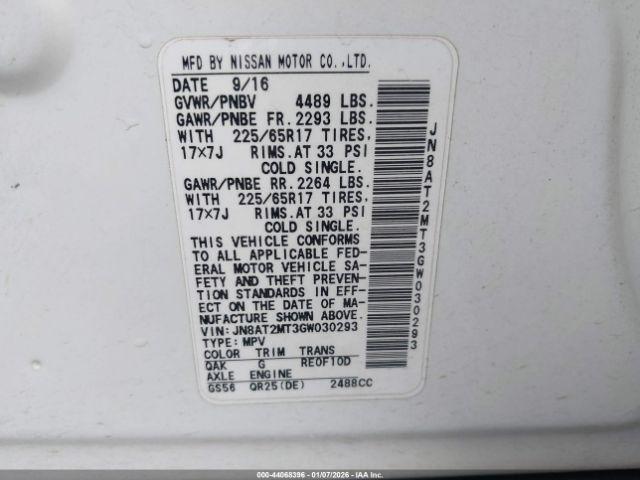 MFD BY NISSAN MOTOR CO.,LTD.
DATE 9/16
GVWR/PNBV 4489 LBS.
GAWR/PNBE FR. 2293 LBS.
WITH 225/65R17 TIRES,
17×7J RIMS.AT 33 PSI
COLD SINGLE.
GAWR/PNBE RR. 2264 LBS.
WITH 225/65R17 TIRES,
17×7J RIMS.AT 33 PSI
COLD SINGLE.
THIS VEHICLE CONFORMS
TO ALL APPLICABLE FED-
ERAL MOTOR VEHICLE SA-
FETY AND THEFT PREVEN-
TION STANDARDS IN EFF-
ECT ON THE DATE OF MA-
NUFACTURE SHOWN ABOVE.
VIN: JN8AT2MT3GW030293
TYPE: MPV
COLOR TRIM TRANS
QAK G RE0F10D
AXLE ENGINE
GS56 QR25(DE) 2488CC
JN8AT2MT3GW030293
000-44068396 - 01/07/2026 - IAA Inc.